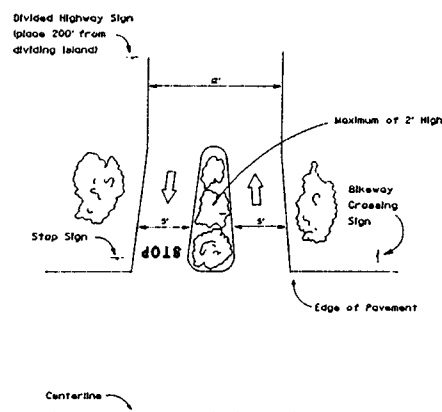 Divided Highway Sign
(place 200' from
dividing island)
Maximum of 2' High
Bikeway
Crossing
Sign
5'
5'
Stop Sign
STOP
Edge of Pavement
Centerline